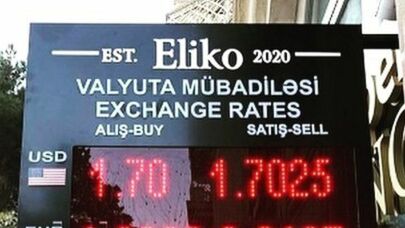 EST. Eliko 2020
VALYUTA MÜBADİLƏSİ
EXCHANGE RATES
ALIŞ-BUY SATIŞ-SELL
USD 1.70 1.7025